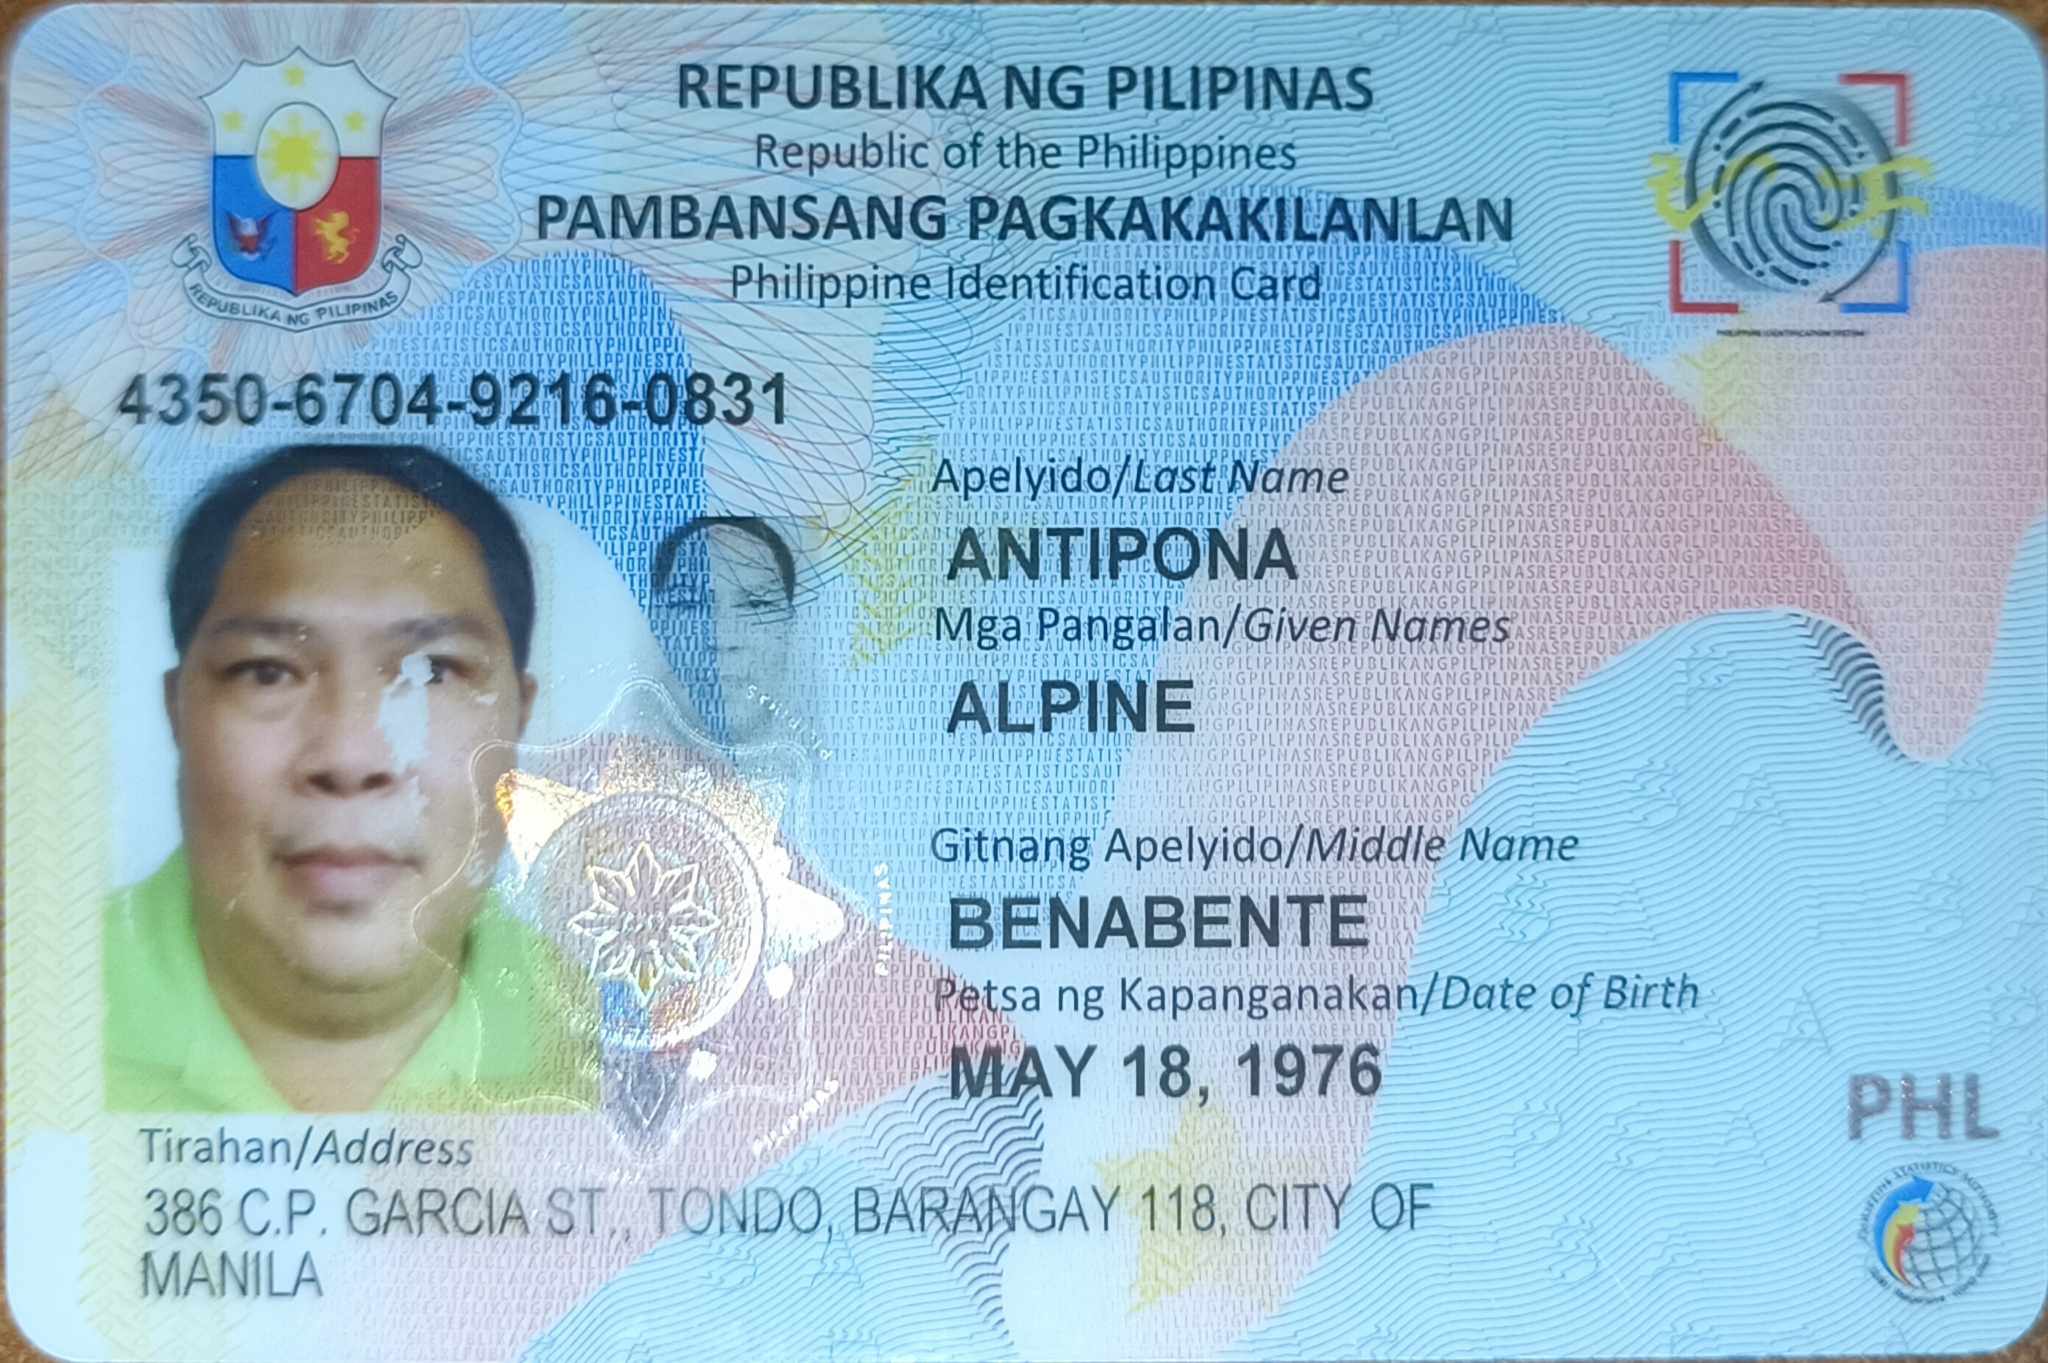 REPUBLIKA NG PILIPINAS
Republic of the Philippines
PAMBANSANG PAGKAKAKILANLAN
Philippine Identification Card
REPUBLIKA NG PILIPINAS
4350-6704-9216-0831
Apelyido/Last Name
ANTIPONA
Mga Pangalan/Given Names
ALPINE
Gitnang Apelyido/Middle Name
BENABENTE
Petsa ng Kapanganakan/Date of Birth
MAY 18, 1976
PILIPINAS
PILIPINAS
PHL
Tirahan/Address
386 C.P. GARCIA ST., TONDO, BARANGAY 118, CITY OF
MANILA